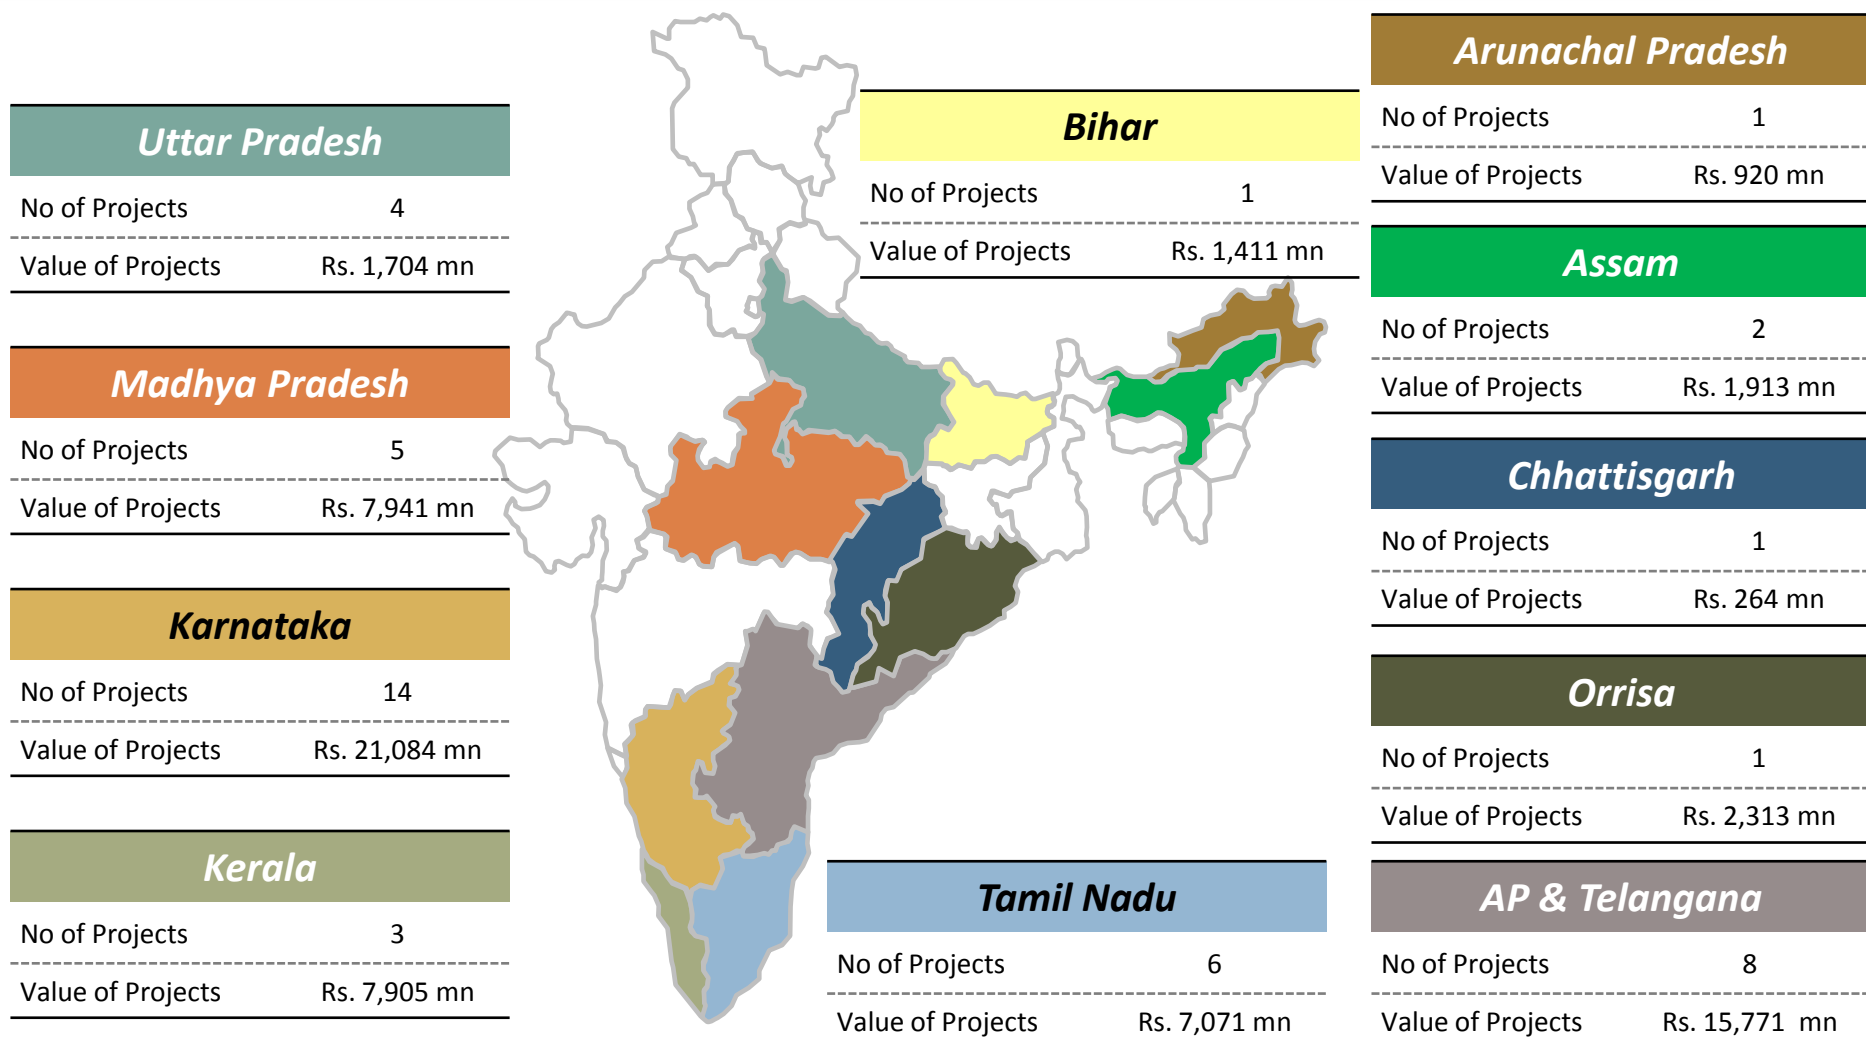 Uttar Pradesh
No of Projects 4
Value of Projects Rs. 1,704 mn
Madhya Pradesh
No of Projects 5
Value of Projects Rs. 7,941 mn
Karnataka
No of Projects 14
Value of Projects Rs. 21,084 mn
Kerala
No of Projects 3
Value of Projects Rs. 7,905 mn
Bihar
No of Projects 1
Value of Projects Rs. 1,411 mn
Tamil Nadu
No of Projects 6
Value of Projects Rs. 7,071 mn
Arunachal Pradesh
No of Projects 1
Value of Projects Rs. 920 mn
Assam
No of Projects 2
Value of Projects Rs. 1,913 mn
Chhattisgarh
No of Projects 1
Value of Projects Rs. 264 mn
Orrisa
No of Projects 1
Value of Projects Rs. 2,313 mn
AP & Telangana
No of Projects 8
Value of Projects Rs. 15,771 mn